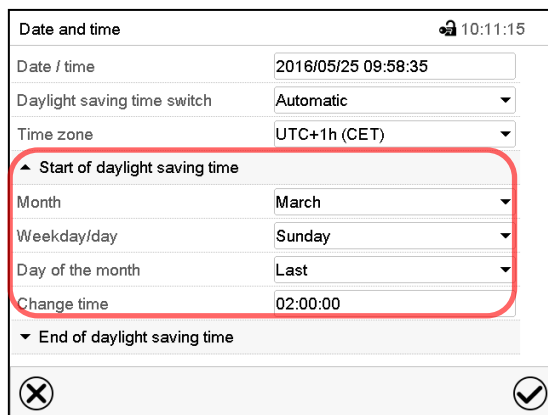 Date and time 10:11:15
Date / time 2016/05/25 09:58:35
Daylight saving time switch Automatic
Time zone UTC+1h (CET)
Start of daylight saving time
Month March
Weekday/day Sunday
Day of the month Last
Change time 02:00:00
End of daylight saving time